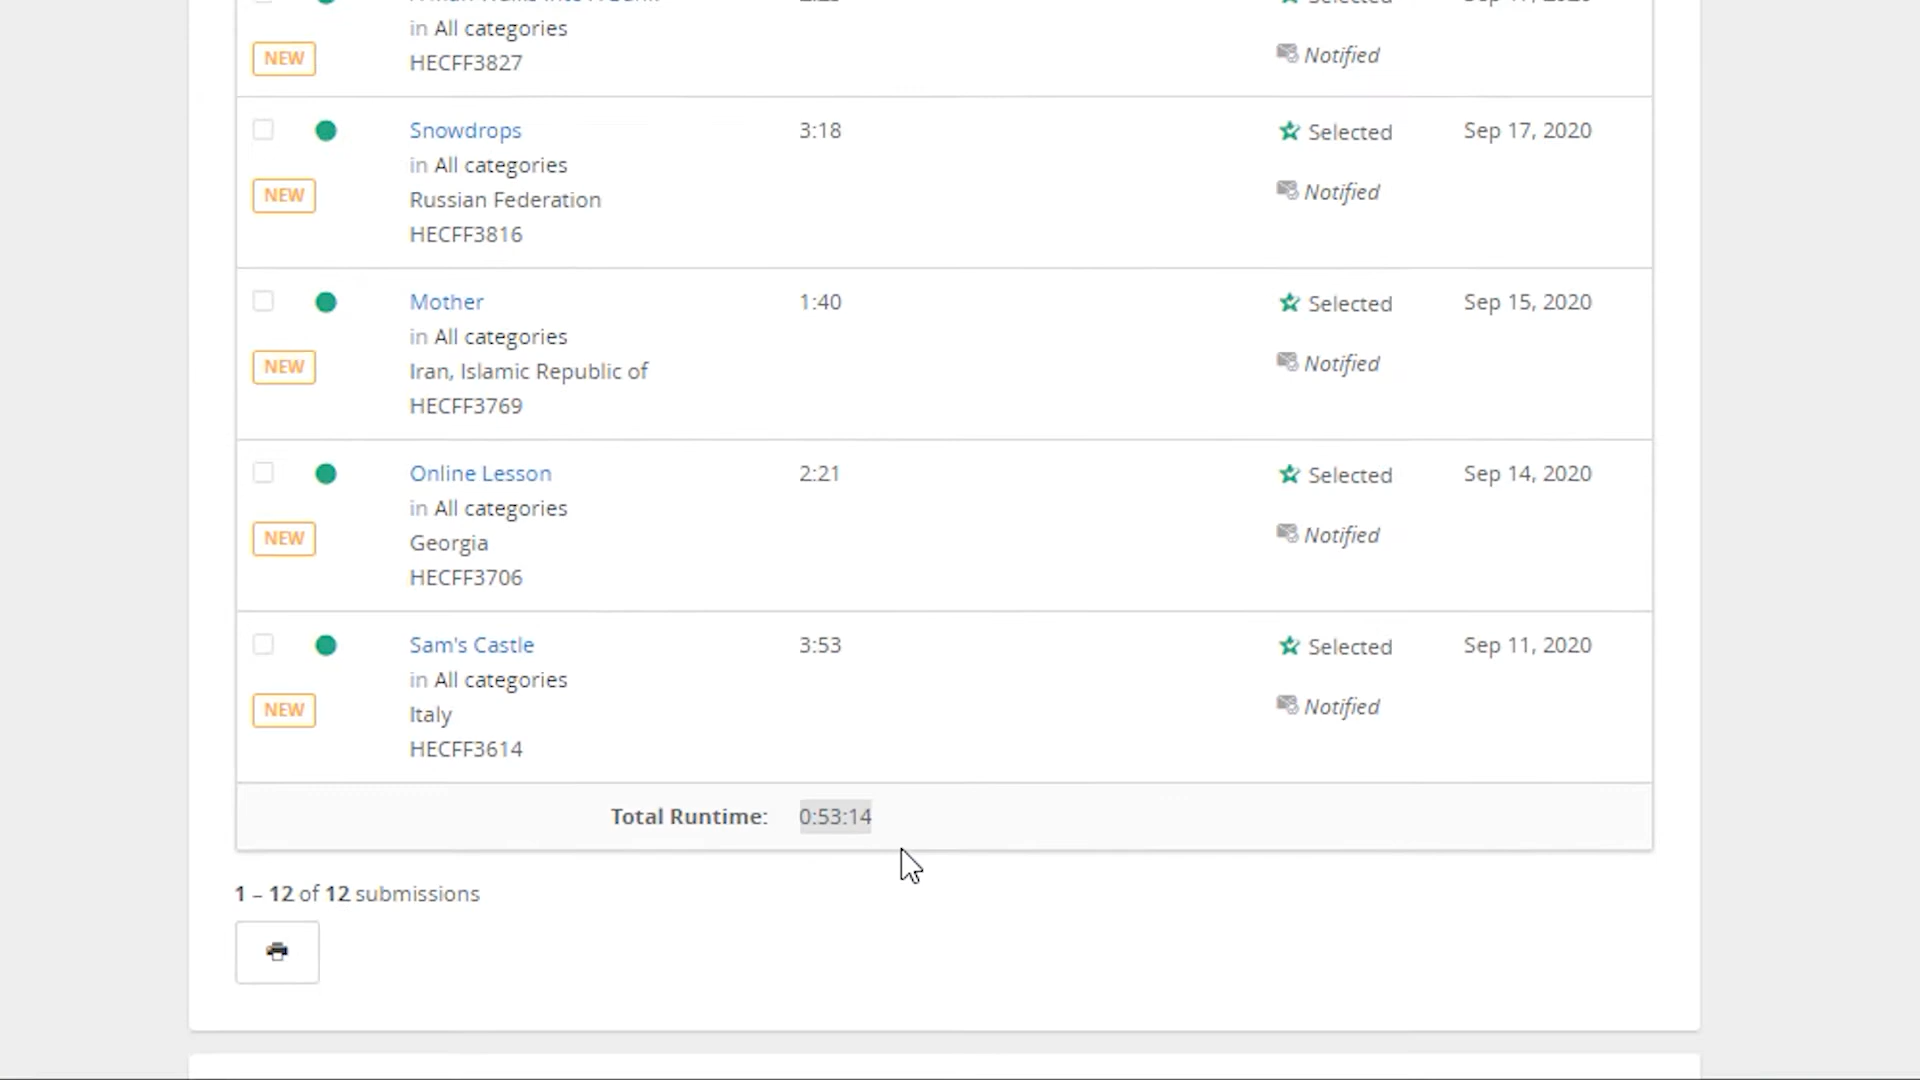 in All categories
NEW
HECFF3827
Notified
Snowdrops 3:18 Selected Sep 17, 2020
in All categories
NEW
Russian Federation
Notified
HECFF3816
Mother 1:40 Selected Sep 15, 2020
in All categories
NEW
Iran, Islamic Republic of
Notified
HECFF3769
Online Lesson 2:21 Selected Sep 14, 2020
in All categories
NEW
Georgia
Notified
HECFF3706
Sam's Castle 3:53 Selected Sep 11, 2020
in All categories
NEW
Italy
Notified
HECFF3614
Total Runtime: 0:53:14
1 – 12 of 12 submissions